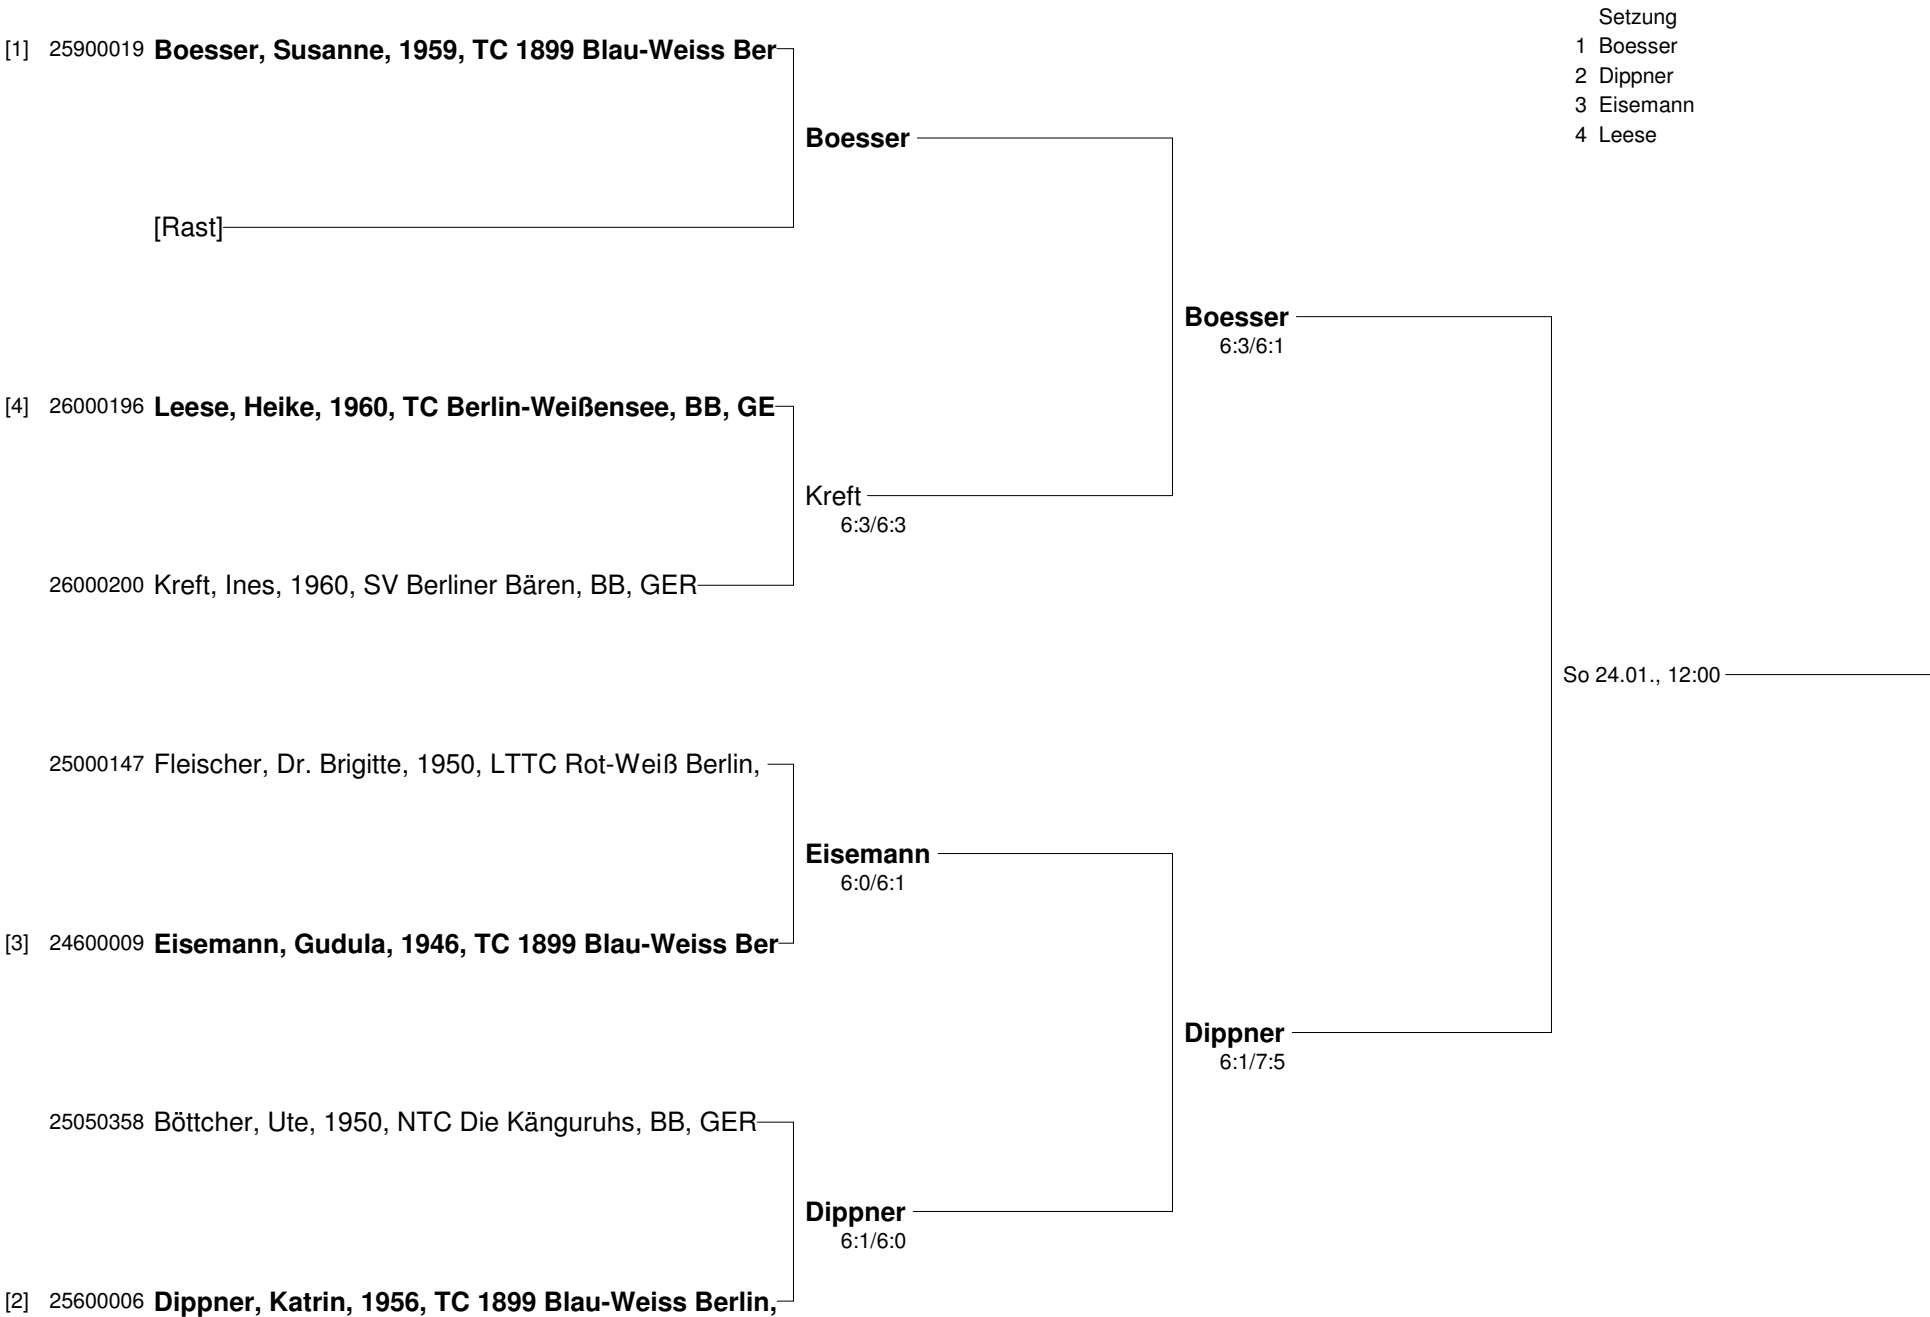 Setzung
1 Boesser
2 Dippner
3 Eisemann
4 Leese
[1] 25900019 Boesser, Susanne, 1959, TC 1899 Blau-Weiss Ber
Boesser
[Rast]
Boesser
6:3/6:1
[4] 26000196 Leese, Heike, 1960, TC Berlin-Weißensee, BB, GE
Kreft
6:3/6:3
26000200 Kreft, Ines, 1960, SV Berliner Bären, BB, GER
So 24.01., 12:00
25000147 Fleischer, Dr. Brigitte, 1950, LTTC Rot-Weiß Berlin,
Eisemann
6:0/6:1
[3] 24600009 Eisemann, Gudula, 1946, TC 1899 Blau-Weiss Ber
Dippner
6:1/7:5
25050358 Böttcher, Ute, 1950, NTC Die Känguruhs, BB, GER
Dippner
6:1/6:0
[2] 25600006 Dippner, Katrin, 1956, TC 1899 Blau-Weiss Berlin,